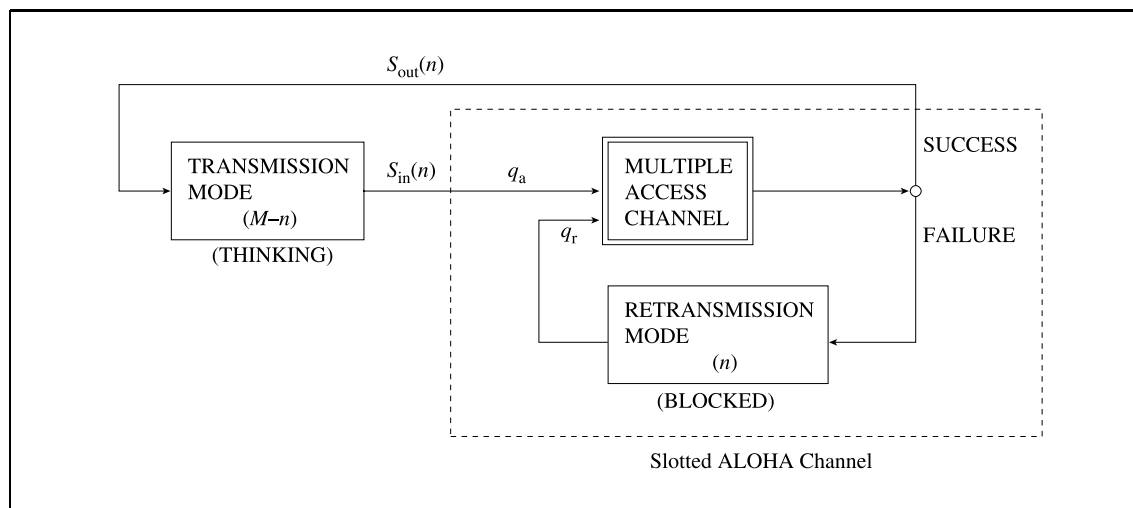 S_out(n)
TRANSMISSION
MODE
(M–n)
(THINKING)
S_in(n)
q_a
MULTIPLE
ACCESS
CHANNEL
q_r
SUCCESS
FAILURE
RETRANSMISSION
MODE
(n)
(BLOCKED)
Slotted ALOHA Channel